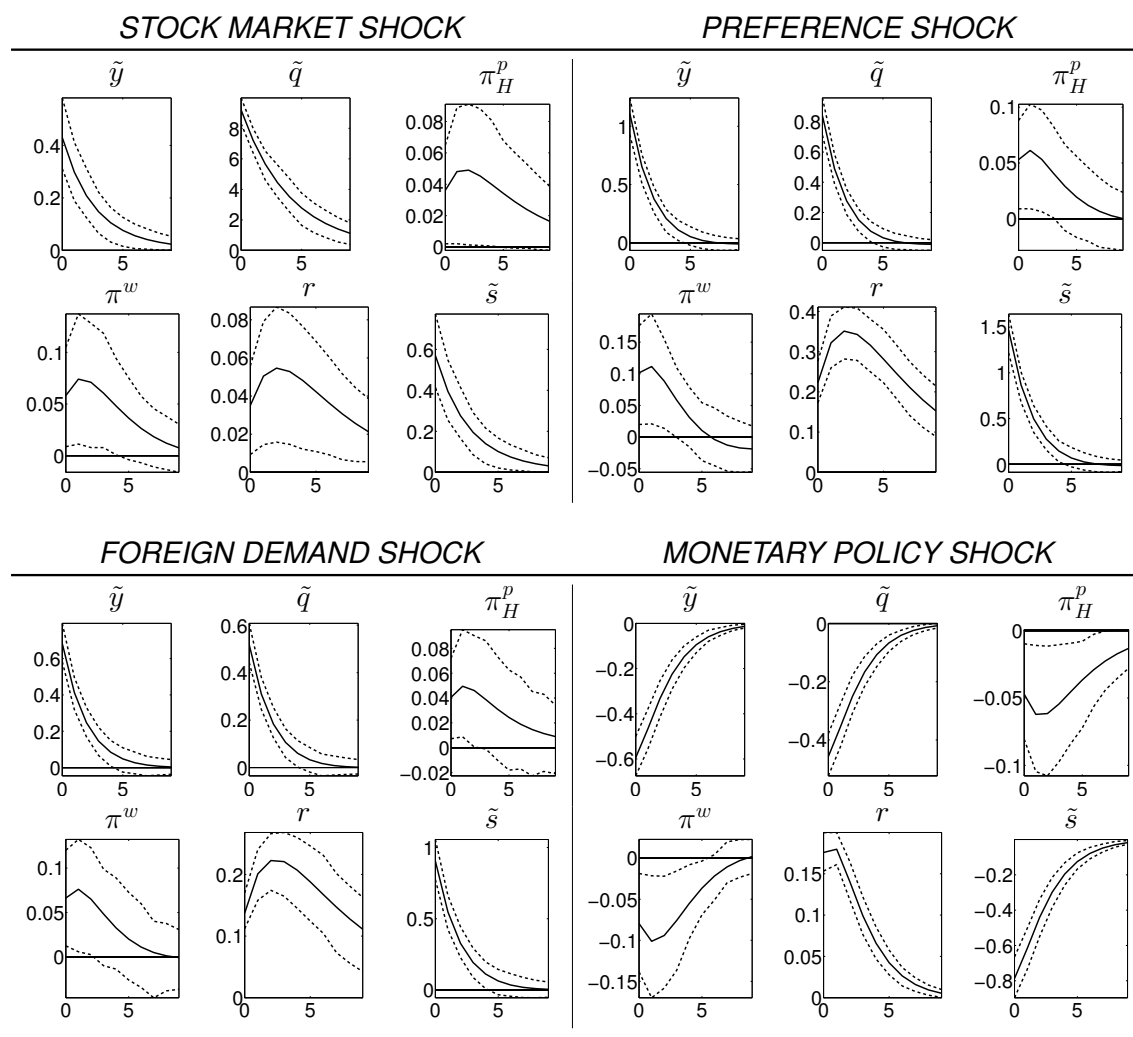 STOCK MARKET SHOCK
ỹ q̃ π_H^p
0.4 0.2 0
8 6 4 2 0
0.08 0.06 0.04 0.02 0
0 5 0 5 0 5
π^w r s̃
0.1 0.05 0
0.08 0.06 0.04 0.02 0
0.6 0.4 0.2 0
0 5 0 5 0 5
PREFERENCE SHOCK
ỹ q̃ π_H^p
1 0.5 0
0.8 0.6 0.4 0.2 0
0.1 0.05 0
0 5 0 5 0 5
π^w r s̃
0.15 0.1 0.05 0 −0.05
0.4 0.3 0.2 0.1 0
1.5 1 0.5 0
0 5 0 5 0 5
FOREIGN DEMAND SHOCK
ỹ q̃ π_H^p
0.6 0.4 0.2 0
0.6 0.4 0.2 0
0.08 0.06 0.04 0.02 0 −0.02
0 5 0 5 0 5
π^w r s̃
0.1 0.05 0
0.2 0.1 0
1 0.5 0
0 5 0 5 0 5
MONETARY POLICY SHOCK
ỹ q̃ π_H^p
0 −0.2 −0.4 −0.6
0 −0.2 −0.4
0 −0.05 −0.1
0 5 0 5 0 5
π^w r s̃
0 −0.05 −0.1 −0.15
0.15 0.1 0.05 0
−0.2 −0.4 −0.6 −0.8
0 5 0 5 0 5